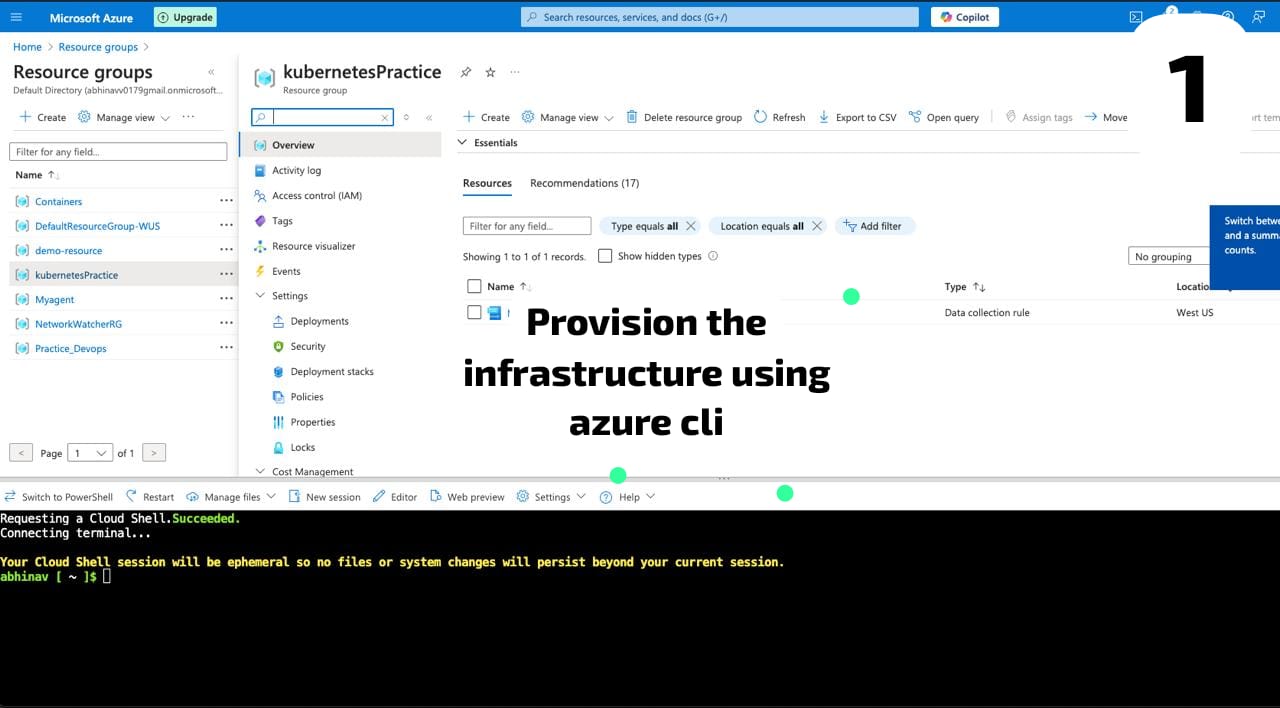 Microsoft Azure
Upgrade
Search resources, services, and docs (G+/)
Copilot
2
Home > Resource groups >
Resource groups
Default Directory (abhinavv0179gmail.onmicrosoft...
Create
Manage view
Filter for any field...
Name
Containers
DefaultResourceGroup-WUS
demo-resource
kubernetesPractice
Myagent
NetworkWatcherRG
Practice_Devops
< Page 1 of 1 >
kubernetesPractice
Resource group
Overview
Activity log
Access control (IAM)
Tags
Resource visualizer
Events
Settings
Deployments
Security
Deployment stacks
Policies
Properties
Locks
Cost Management
Create
Manage view
Delete resource group
Refresh
Export to CSV
Open query
Assign tags
Move
Essentials
Resources
Recommendations (17)
Filter for any field...
Type equals all
Location equals all
Add filter
Showing 1 to 1 of 1 records.
Show hidden types
No grouping
Name
Type
Data collection rule
West US
1
Switch
and a
counts.
Provision the
infrastructure using
azure cli
Switch to PowerShell
Restart
Manage files
New session
Editor
Web preview
Settings
Help
Requesting a Cloud Shell.Succeeded.
Connecting terminal...
Your Cloud Shell session will be ephemeral so no files or system changes will persist beyond your current session.
abhinav [ ~ ]$